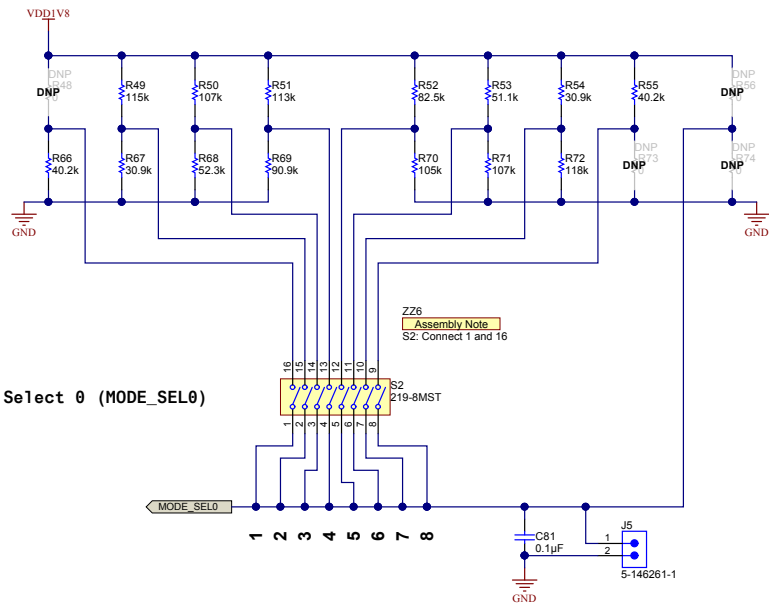 VDD1V8
DNP
R48
0
DNP
R49
115k
R50
107k
R51
113k
R52
82.5k
R53
51.1k
R54
30.9k
R55
40.2k
DNP
R56
0
DNP
R66
40.2k
R67
30.9k
R68
52.3k
R69
90.9k
R70
105k
R71
107k
R72
118k
DNP
R73
0
DNP
DNP
R74
0
DNP
GND
GND
ZZ6
Assembly Note
S2: Connect 1 and 16
16
15
14
13
12
11
10
9
S2
219-8MST
Select 0 (MODE_SEL0)
1
2
3
4
5
6
7
8
MODE_SEL0
1
2
3
4
5
6
7
8
C81
0.1µF
GND
J5
1
2
5-146261-1